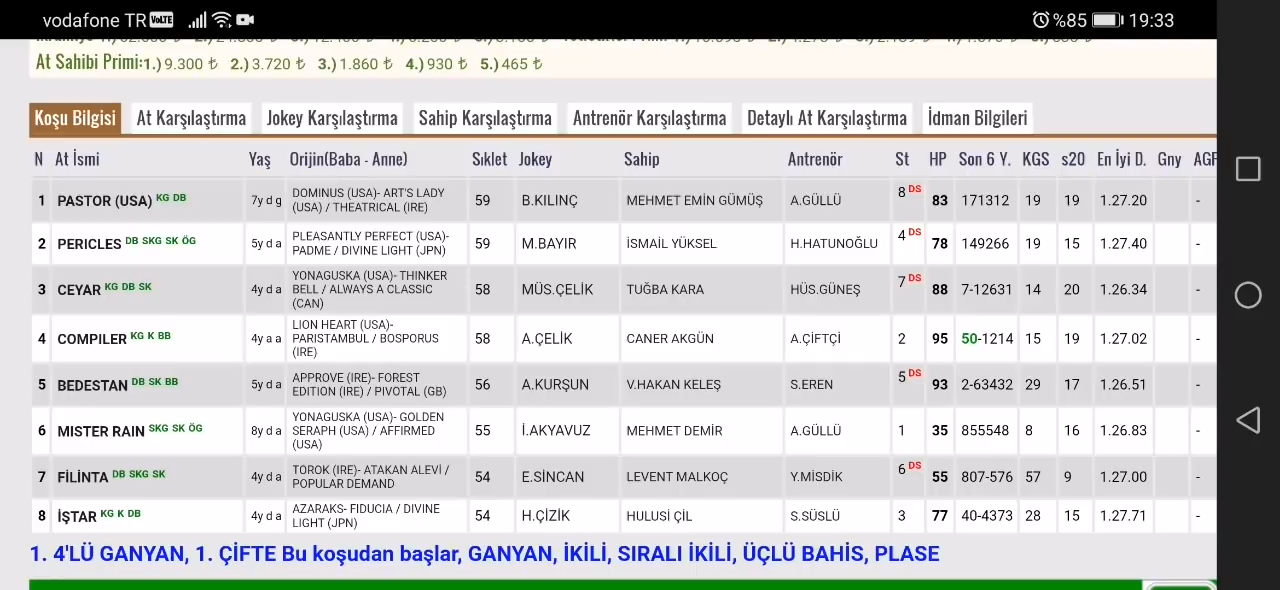 vodafone TR VoLTE %85 19:33
At Sahibi Primi:1.) 9.300 ₺ 2.) 3.720 ₺ 3.) 1.860 ₺ 4.) 930 ₺ 5.) 465 ₺
Koşu Bilgisi At Karşılaştırma Jokey Karşılaştırma Sahip Karşılaştırma Antrenör Karşılaştırma Detaylı At Karşılaştırma İdman Bilgileri
N At İsmi Yaş Orijin(Baba - Anne) Sıklet Jokey Sahip Antrenör St HP Son 6 Y. KGS s20 En İyi D. Gny AGF
1 PASTOR (USA) KG DB 7y d g DOMINUS (USA)- ART'S LADY (USA) / THEATRICAL (IRE) 59 B.KILINÇ MEHMET EMİN GÜMÜŞ A.GÜLLÜ 8 DS 83 171312 19 19 1.27.20 -
2 PERICLES DB SKG SK ÖG 5y d a PLEASANTLY PERFECT (USA)- PADME / DIVINE LIGHT (JPN) 59 M.BAYIR İSMAİL YÜKSEL H.HATUNOĞLU 4 DS 78 149266 19 15 1.27.40 -
3 CEYAR KG DB SK 4y d a YONAGUSKA (USA)- THINKER BELL / ALWAYS A CLASSIC (CAN) 58 MÜS.ÇELİK TUĞBA KARA HÜS.GÜNEŞ 7 DS 88 7-12631 14 20 1.26.34 -
4 COMPILER KG K BB 4y a a LION HEART (USA)- PARISTAMBUL / BOSPORUS (IRE) 58 A.ÇELİK CANER AKGÜN A.ÇİFTÇİ 2 95 50-1214 15 19 1.27.02 -
5 BEDESTAN DB SK BB 5y d a APPROVE (IRE)- FOREST EDITION (IRE) / PIVOTAL (GB) 56 A.KURŞUN V.HAKAN KELEŞ S.EREN 5 DS 93 2-63432 29 17 1.26.51 -
6 MISTER RAIN SKG SK ÖG 8y d a YONAGUSKA (USA)- GOLDEN SERAPH (USA) / AFFIRMED (USA) 55 İ.AKYAVUZ MEHMET DEMİR A.GÜLLÜ 1 35 855548 8 16 1.26.83 -
7 FİLİNTA DB SKG SK 4y d a TOROK (IRE)- ATAKAN ALEVİ / POPULAR DEMAND 54 E.SİNCAN LEVENT MALKOÇ Y.MİSDİK 6 DS 55 807-576 57 9 1.27.00 -
8 İŞTAR KG K DB 4y d a AZARAKS- FIDUCIA / DIVINE LIGHT (JPN) 54 H.ÇİZİK HULUSİ ÇİL S.SÜSLÜ 3 77 40-4373 28 15 1.27.71 -
1. 4'LÜ GANYAN, 1. ÇİFTE Bu koşudan başlar, GANYAN, İKİLİ, SIRALI İKİLİ, ÜÇLÜ BAHİS, PLASE